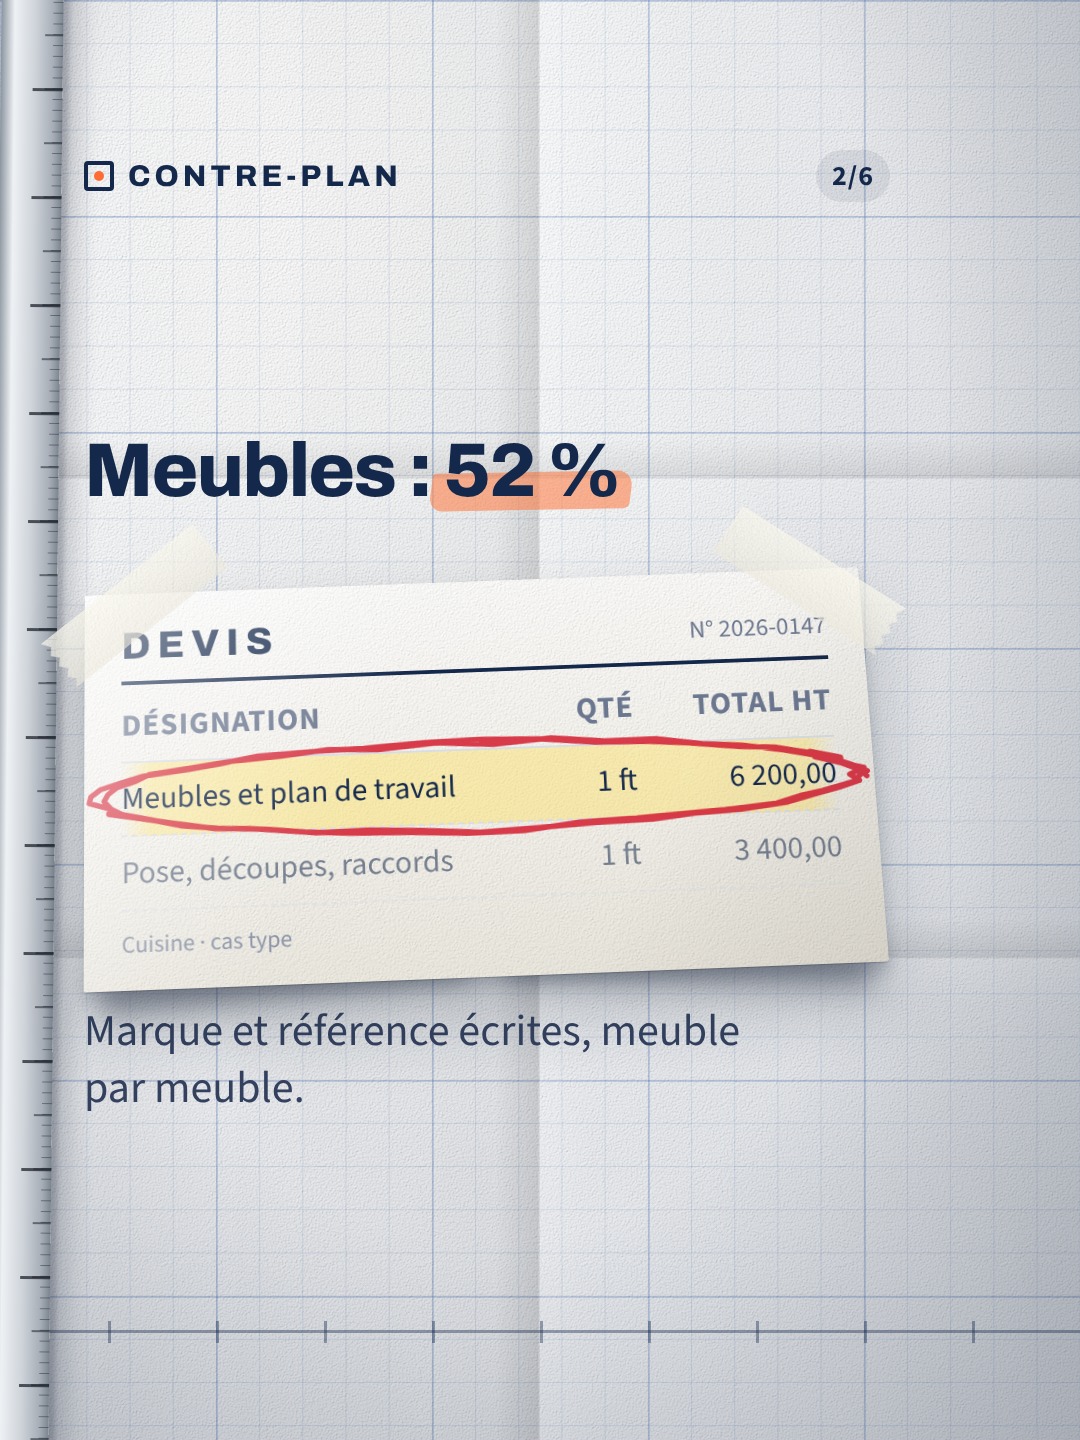 CONTRE-PLAN
2/6
Meubles : 52 %
DEVIS
N° 2026-0147
DÉSIGNATION QTÉ TOTAL HT
Meubles et plan de travail 1 ft 6 200,00
Pose, découpes, raccords 1 ft 3 400,00
Cuisine · cas type
Marque et référence écrites, meuble
par meuble.